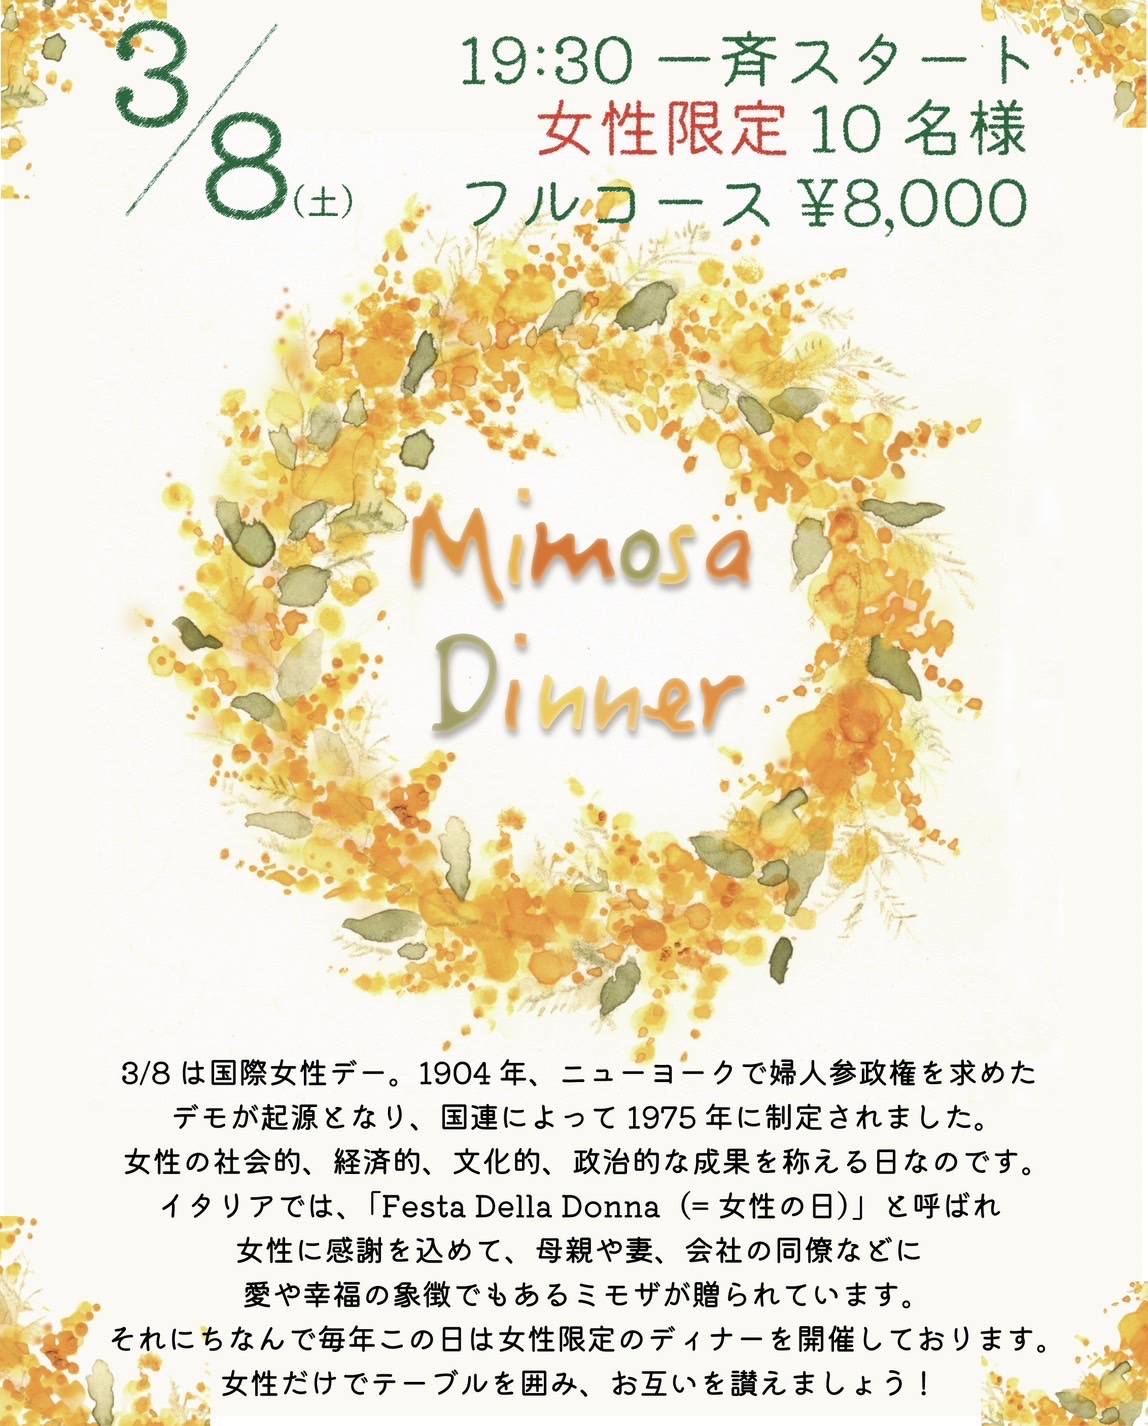 3/8(土)
19:30 一斉スタート
女性限定 10 名様
フルコース ¥8,000
Mimosa
Dinner
3/8 は国際女性デー。1904 年、ニューヨークで婦人参政権を求めた
デモが起源となり、国連によって 1975 年に制定されました。
女性の社会的、経済的、文化的、政治的な成果を称える日なのです。
イタリアでは、「Festa Della Donna（= 女性の日）」と呼ばれ
女性に感謝を込めて、母親や妻、会社の同僚などに
愛や幸福の象徴でもあるミモザが贈られています。
それにちなんで毎年この日は女性限定のディナーを開催しております。
女性だけでテーブルを囲み、お互いを讃えましょう！